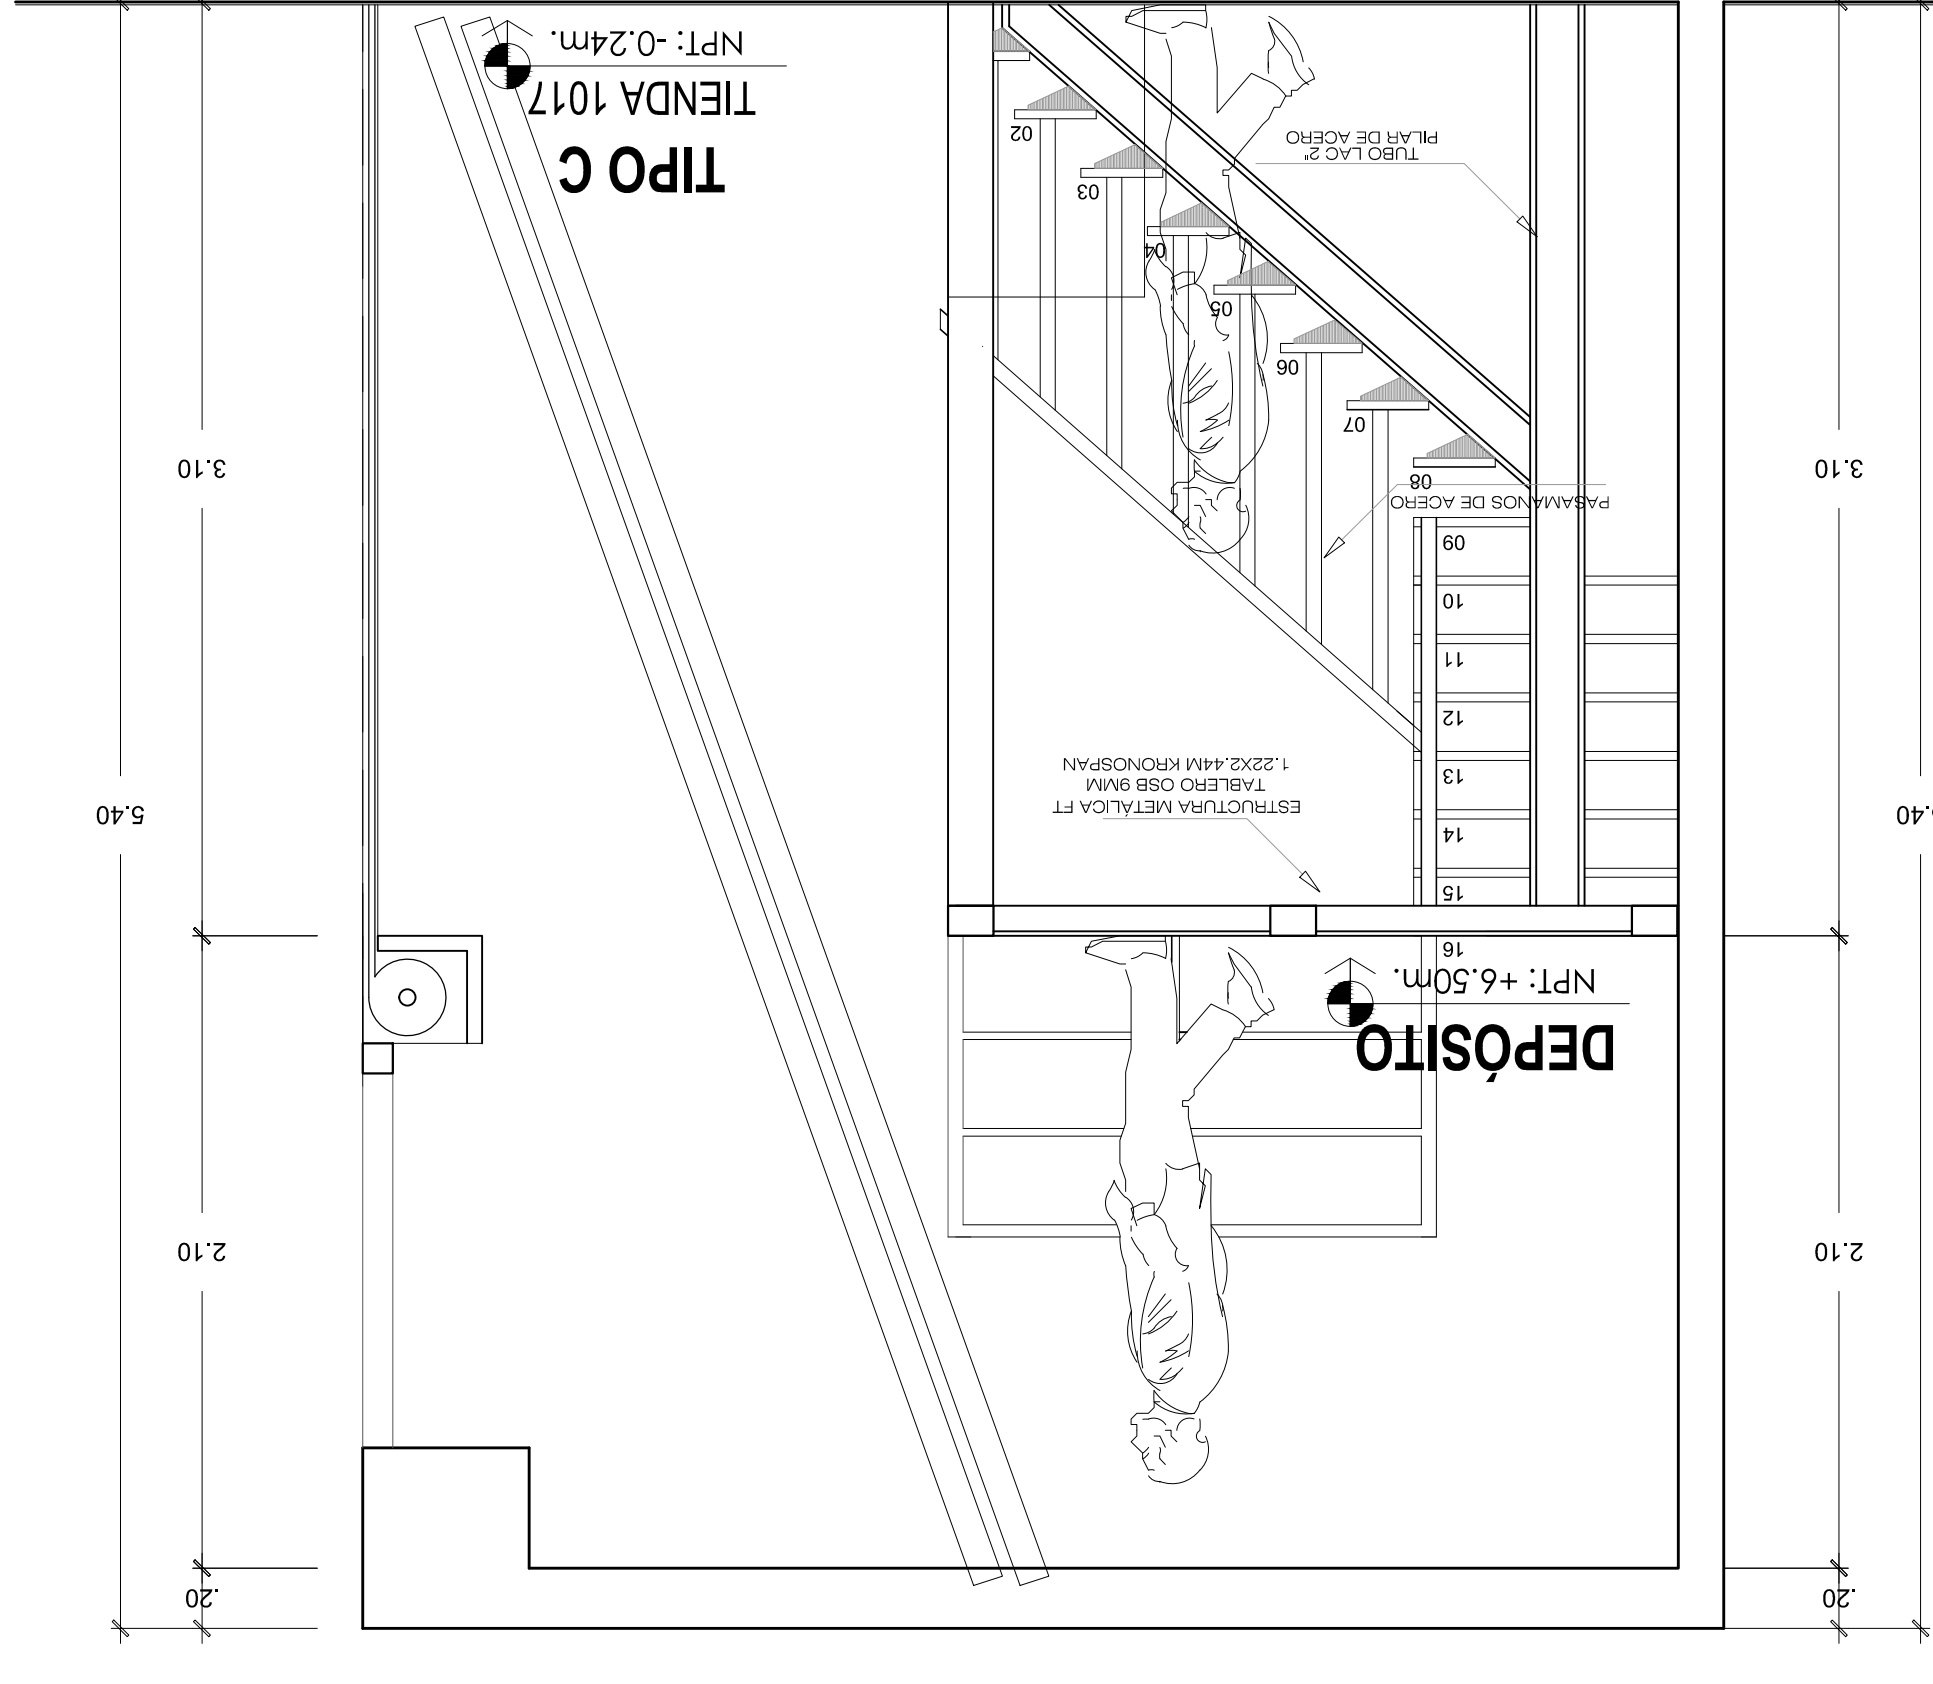 .20
.20
2.10
2.10
DEPÓSITO
NPT: +6.50m.
16
15
14
13
12
11
10
09
ESTRUCTURA METÁLICA FT
TABLERO OSB 9MM
1.22X2.44M KRONOSPAN
.40
5.40
PASAMANOS DE ACERO
08
07
06
05
04
03
02
3.10
3.10
TUBO LAC 2"
PILAR DE ACERO
TIPO C
TIENDA 1017
NPT: -0.24m.